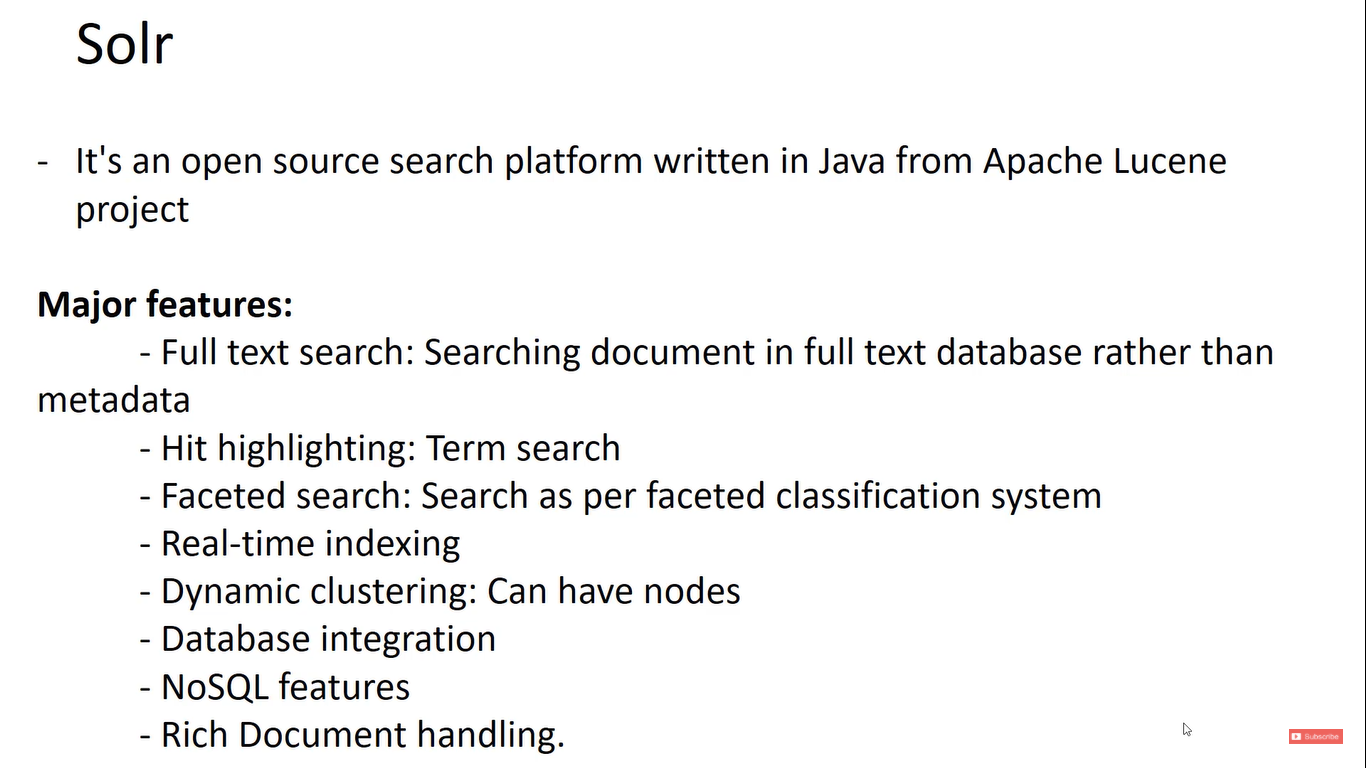 Solr
- It's an open source search platform written in Java from Apache Lucene
project
Major features:
- Full text search: Searching document in full text database rather than
metadata
- Hit highlighting: Term search
- Faceted search: Search as per faceted classification system
- Real-time indexing
- Dynamic clustering: Can have nodes
- Database integration
- NoSQL features
- Rich Document handling.
Subscribe